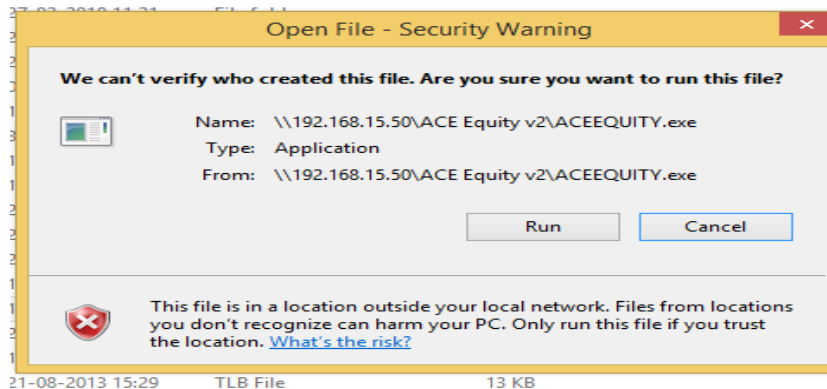 Open File - Security Warning
We can't verify who created this file. Are you sure you want to run this file?
Name: \\192.168.15.50\ACE Equity v2\ACEEQUITY.exe
Type: Application
From: \\192.168.15.50\ACE Equity v2\ACEEQUITY.exe
Run Cancel
This file is in a location outside your local network. Files from locations
you don't recognize can harm your PC. Only run this file if you trust
the location. What's the risk?
21-08-2013 15:29 TLB File 13 KB